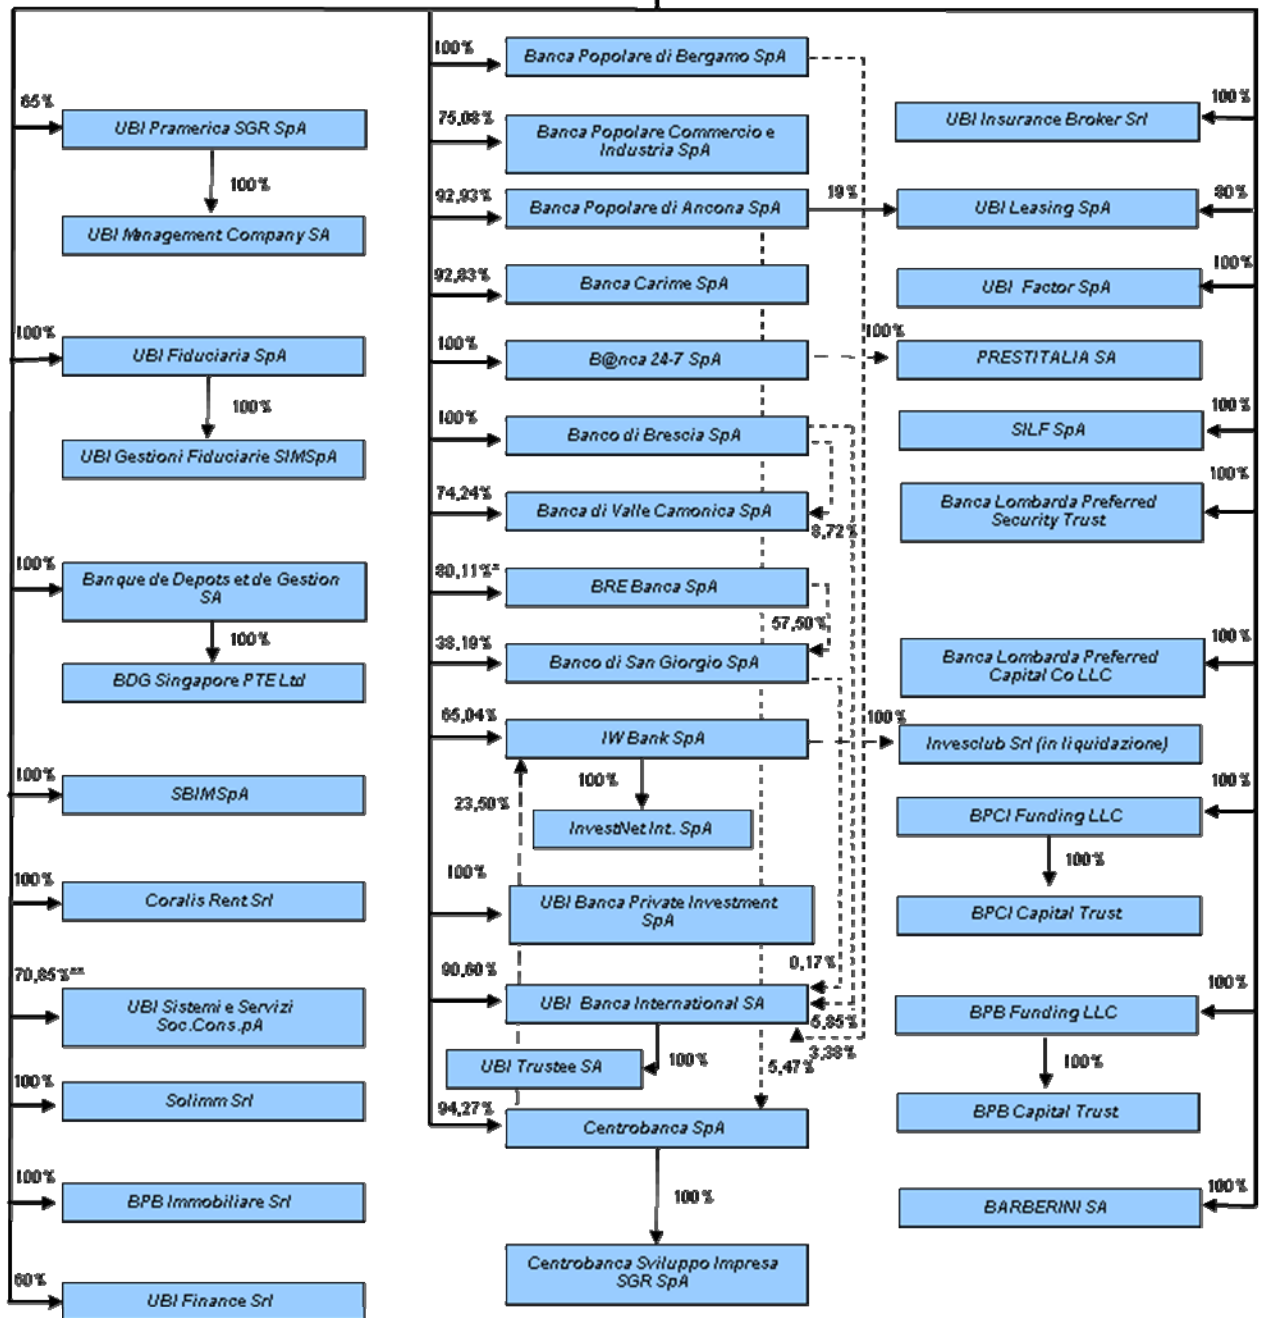 65%
UBI Pramerica SGR SpA
100%
UBI Management Company SA
100%
UBI Fiduciaria SpA
100%
UBI Gestioni Fiduciarie SIMSpA
100%
Banque de Depots et de Gestion
SA
100%
BDG Singapore PTE Ltd
100%
SBIMSpA
100%
Coralis Rent Srl
70,85%**
UBI Sistemi e Servizi
Soc.Cons.pA
100%
Solimm Srl
100%
BPB Immobiliare Srl
60%
UBI Finance Srl
100%
Banca Popolare di Bergamo SpA
75,08%
Banca Popolare Commercio e
Industria SpA
92,93%
Banca Popolare di Ancona SpA
19%
92,83%
Banca Carime SpA
100%
B@nca 24-7 SpA
100%
100%
Banco di Brescia SpA
74,24%
Banca di Valle Camonica SpA
8,72%
80,11%*
BRE Banca SpA
57,50%
38,19%
Banco di San Giorgio SpA
65,04%
IW Bank SpA
100%
100%
23,50%
InvestNet Int. SpA
100%
UBI Banca Private Investment
SpA
90,60%
0,17%
UBI Banca International SA
5,85%
3,38%
UBI Trustee SA
100%
5,47%
94,27%
Centrobanca SpA
100%
Centrobanca Sviluppo Impresa
SGR SpA
100%
UBI Insurance Broker Srl
80%
UBI Leasing SpA
100%
UBI Factor SpA
PRESTITALIA SA
100%
SILF SpA
100%
Banca Lombarda Preferred
Security Trust
100%
Banca Lombarda Preferred
Capital Co LLC
Invesclub Srl (in liquidazione)
100%
BPCI Funding LLC
100%
BPCI Capital Trust
100%
BPB Funding LLC
100%
BPB Capital Trust
100%
BARBERINI SA